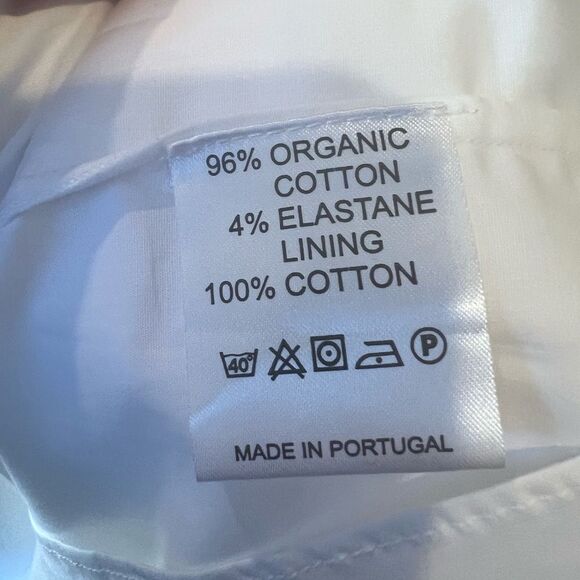 96% ORGANIC
COTTON
4% ELASTANE
LINING
100% COTTON
40° P
MADE IN PORTUGAL